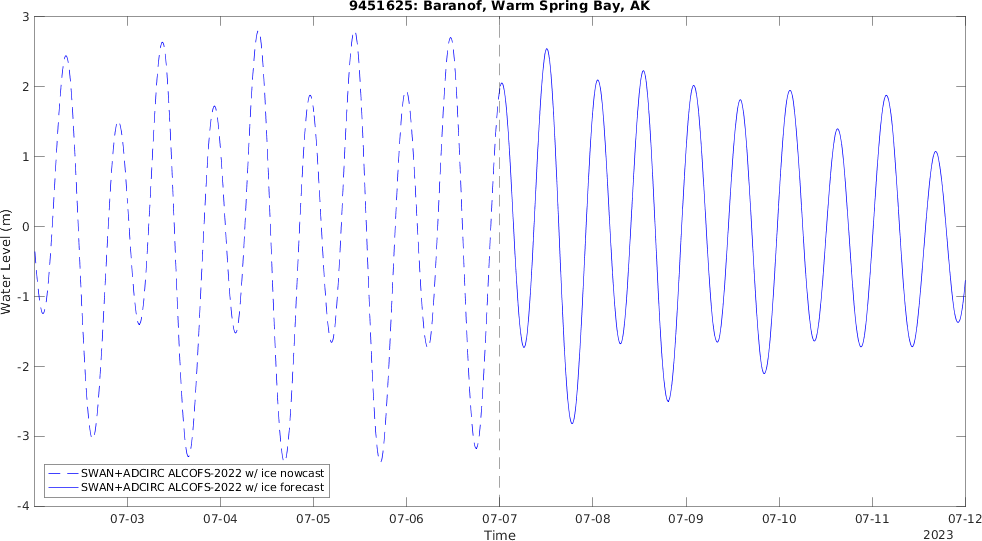 9451625: Baranof, Warm Spring Bay, AK
3
2
1
0
-1
-2
-3
-4
Water Level (m)
SWAN+ADCIRC ALCOFS-2022 w/ ice nowcast
SWAN+ADCIRC ALCOFS-2022 w/ ice forecast
07-03 07-04 07-05 07-06 07-07 07-08 07-09 07-10 07-11 07-12
Time
2023